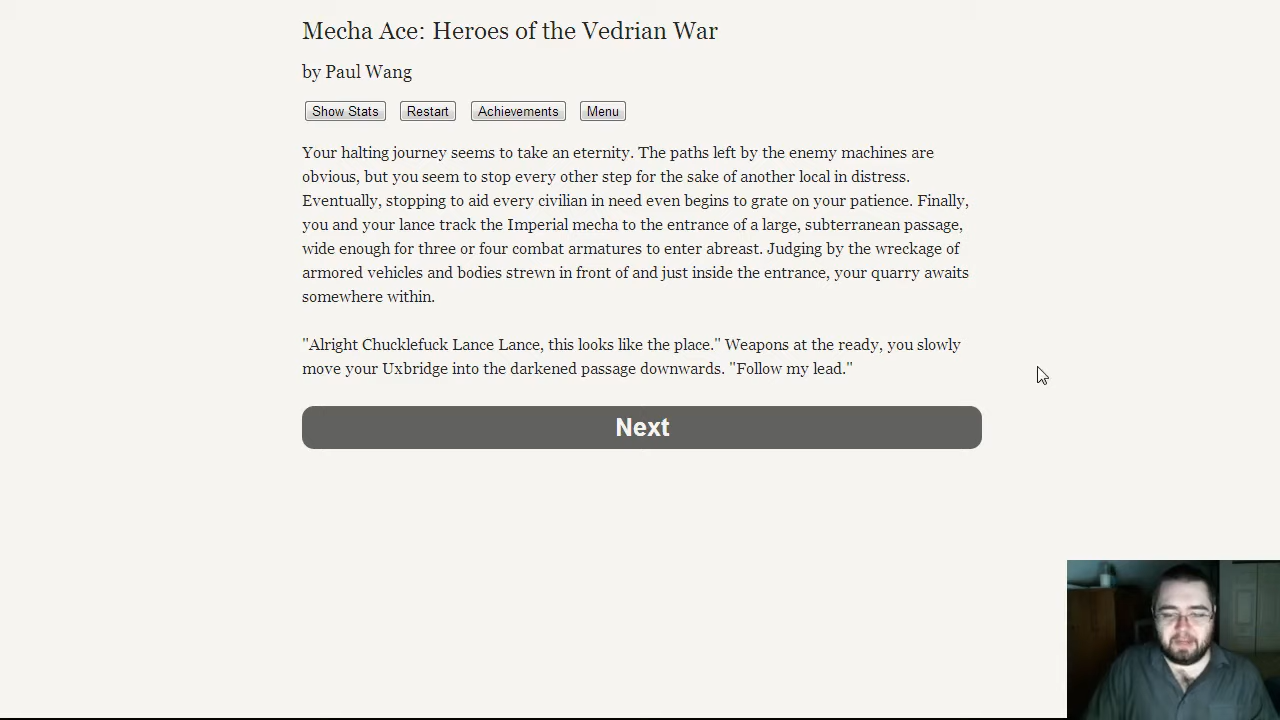 Mecha Ace: Heroes of the Vedrian War
by Paul Wang
Show Stats Restart Achievements Menu
Your halting journey seems to take an eternity. The paths left by the enemy machines are
obvious, but you seem to stop every other step for the sake of another local in distress.
Eventually, stopping to aid every civilian in need even begins to grate on your patience. Finally,
you and your lance track the Imperial mecha to the entrance of a large, subterranean passage,
wide enough for three or four combat armatures to enter abreast. Judging by the wreckage of
armored vehicles and bodies strewn in front of and just inside the entrance, your quarry awaits
somewhere within.
"Alright Chucklefuck Lance Lance, this looks like the place." Weapons at the ready, you slowly
move your Uxbridge into the darkened passage downwards. "Follow my lead."
Next